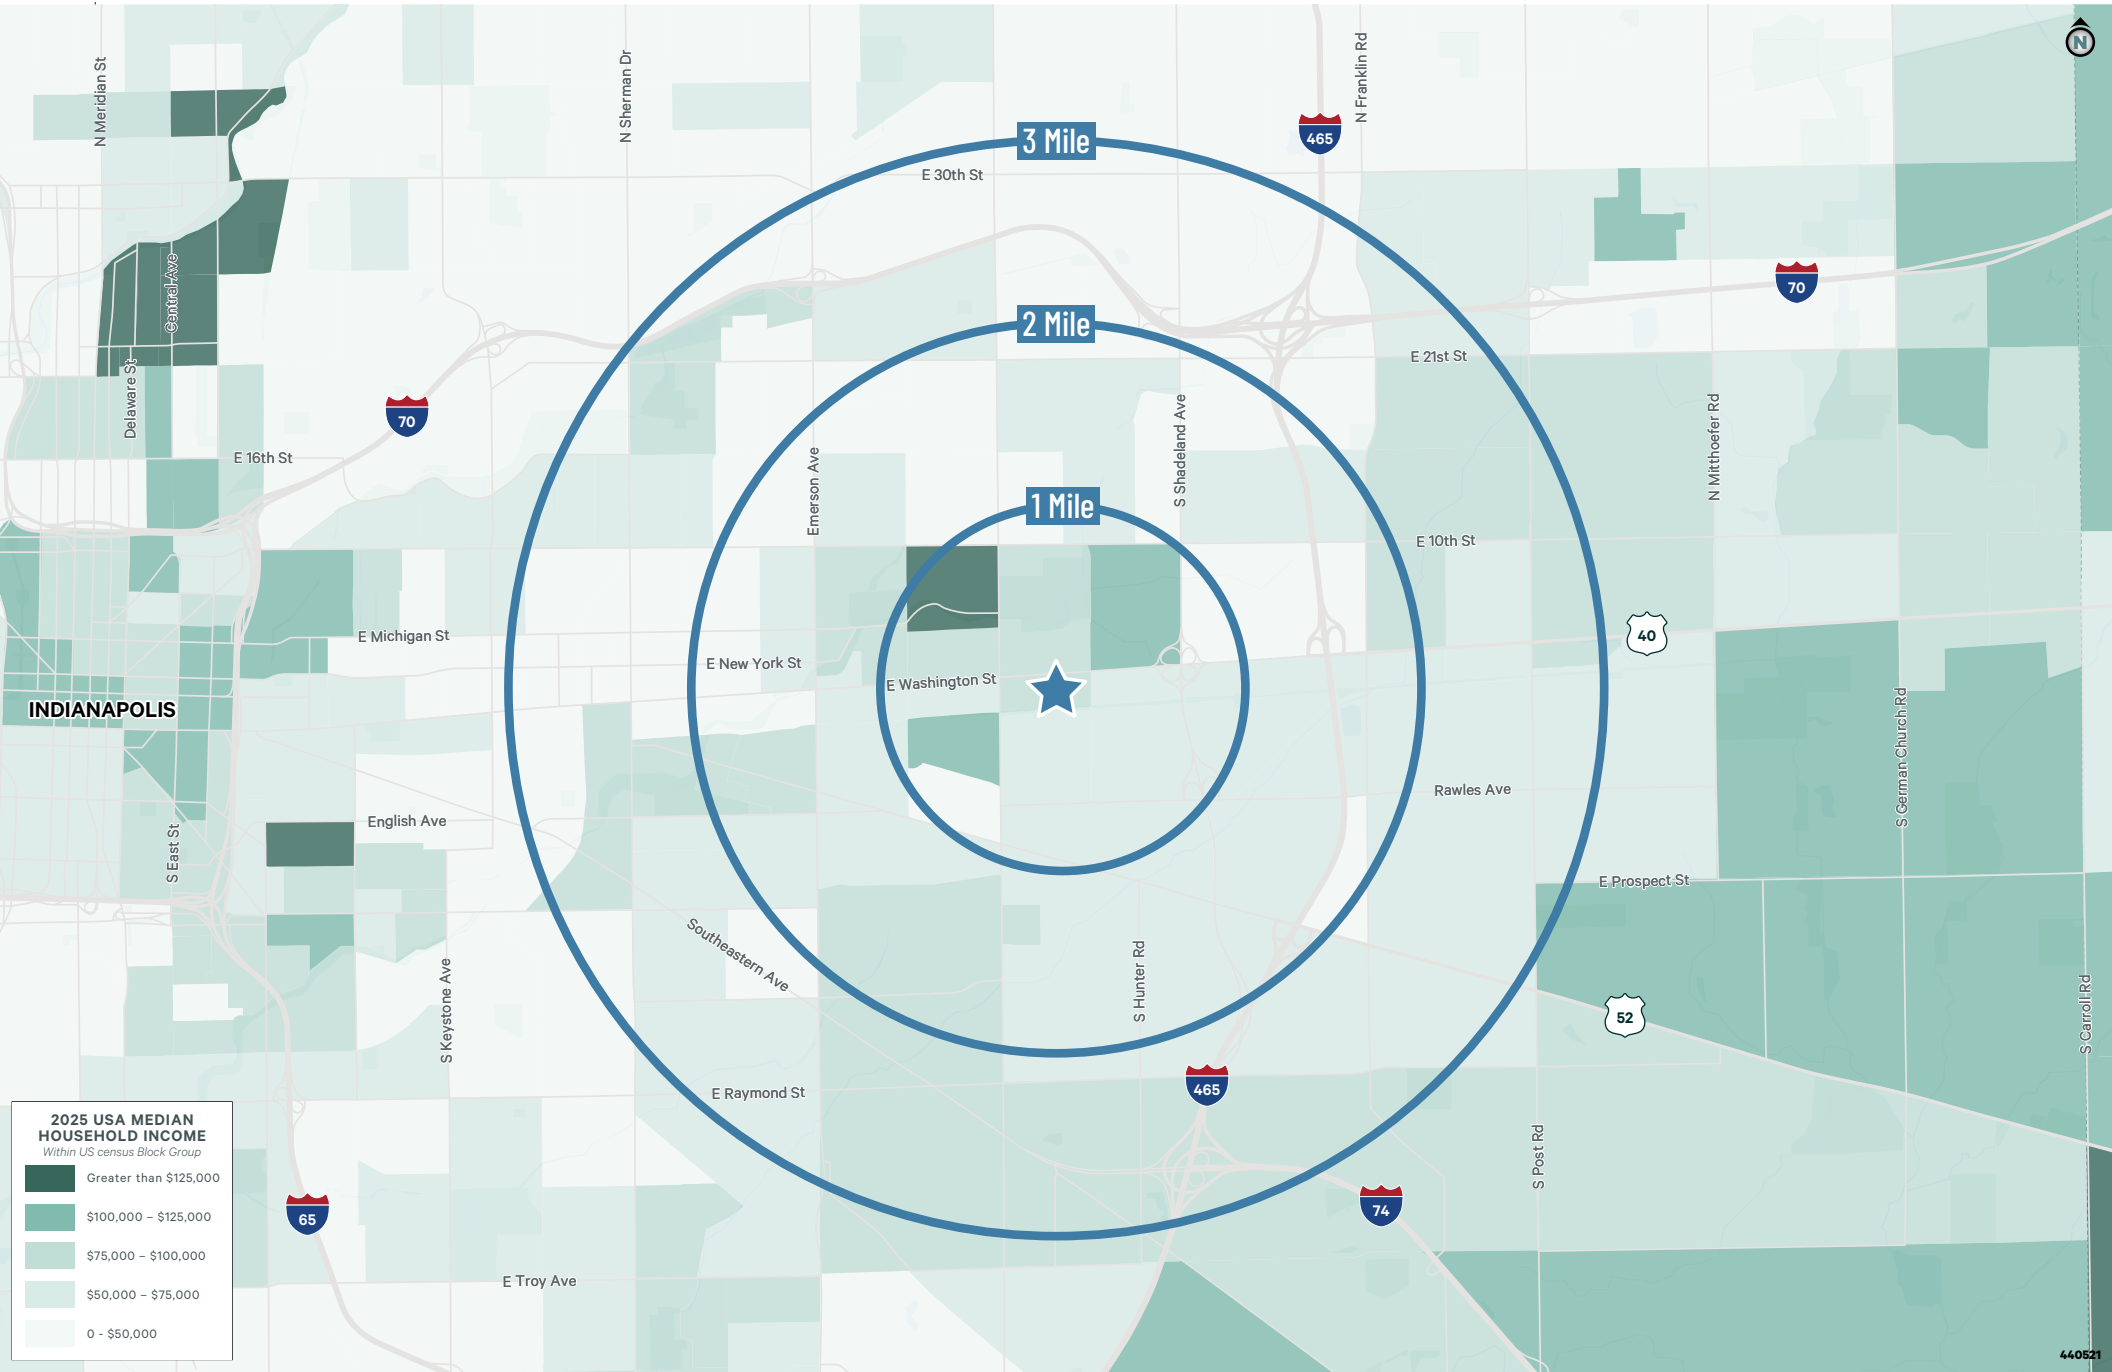 N Meridian St
N Sherman Dr
N Franklin Rd
N
3 Mile
465
E 30th St
Central Ave
70
2 Mile
E 21st St
Delaware St
70
E 16th St
Emerson Ave
S Shadeland Ave
N Mitthoefer Rd
1 Mile
E 10th St
E Michigan St
E New York St
40
E Washington St
INDIANAPOLIS
S German Church Rd
Rawles Ave
English Ave
S East St
E Prospect St
Southeastern Ave
S Keystone Ave
S Hunter Rd
52
S Carroll Rd
465
E Raymond St
S Post Rd
74
65
E Troy Ave
2025 USA MEDIAN
HOUSEHOLD INCOME
Within US census Block Group
Greater than $125,000
$100,000 – $125,000
$75,000 – $100,000
$50,000 – $75,000
0 - $50,000
440521